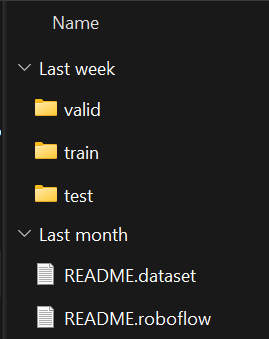 Name
Last week
valid
train
test
Last month
README.dataset
README.roboflow